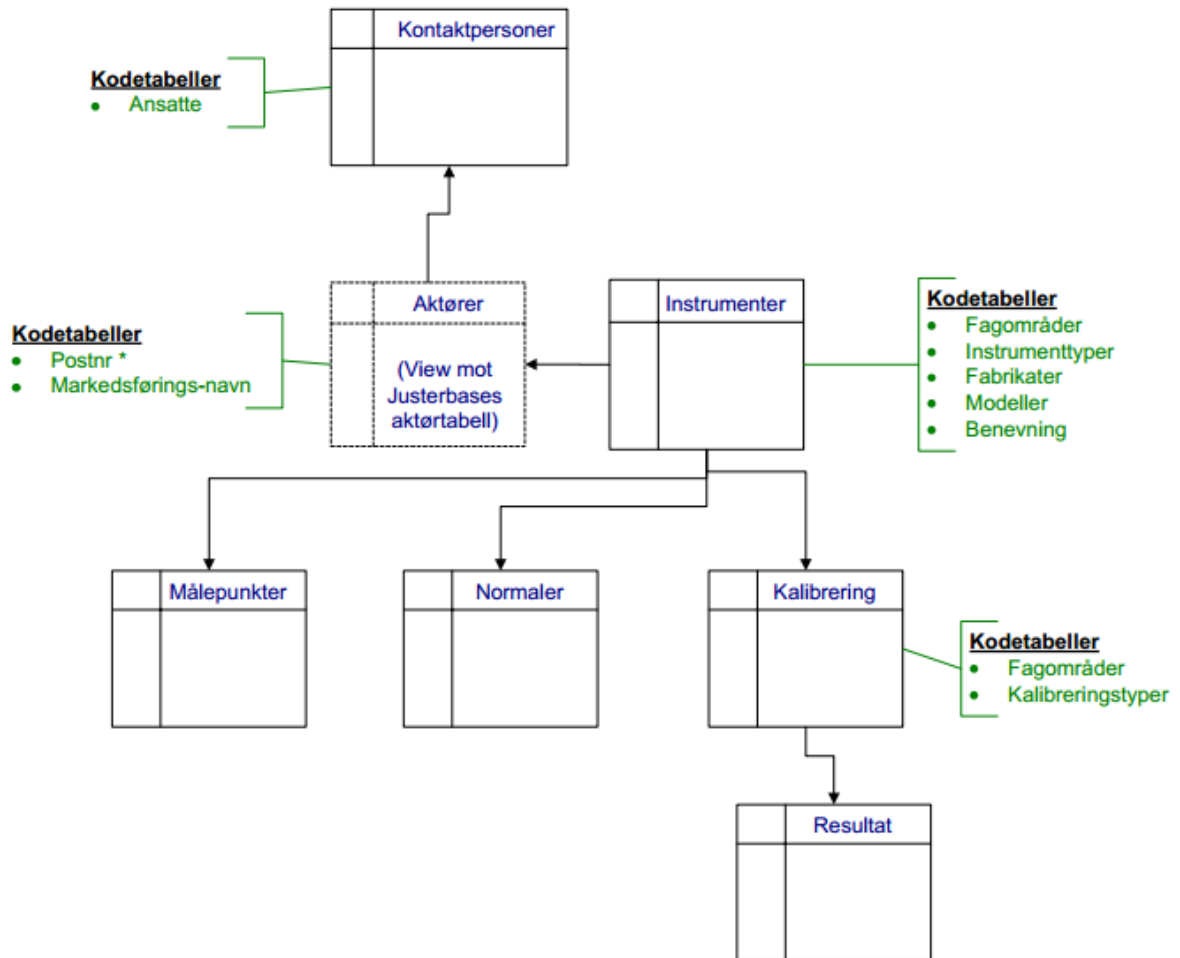 Kontaktpersoner
Kodetabeller
• Ansatte
Aktører
(View mot
Justerbases
aktørtabell)
Instrumenter
Kodetabeller
• Postnr *
• Markedsførings-navn
Kodetabeller
• Fagområder
• Instrumenttyper
• Fabrikater
• Modeller
• Benevning
Målepunkter
Normaler
Kalibrering
Kodetabeller
• Fagområder
• Kalibreringstyper
Resultat